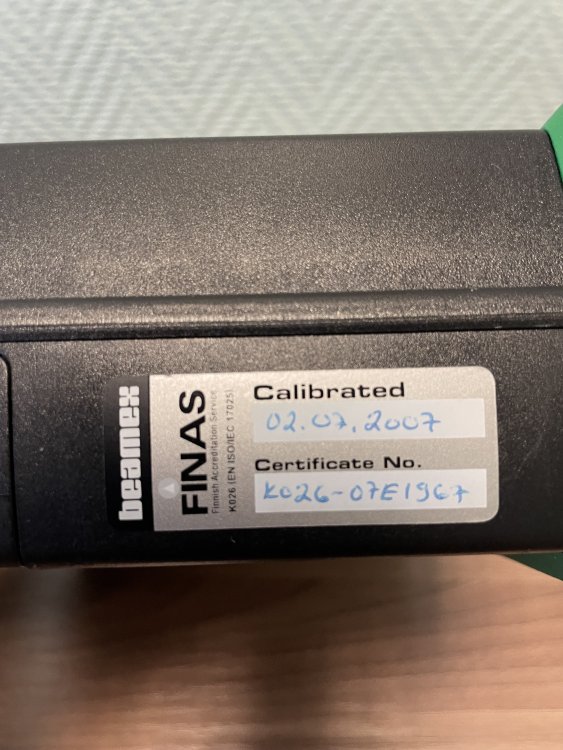 beamex
FINAS
Finnish Accreditation Service
K026 (EN ISO/IEC 17025)
Calibrated
02.07.2007
Certificate No.
K026-07E1967